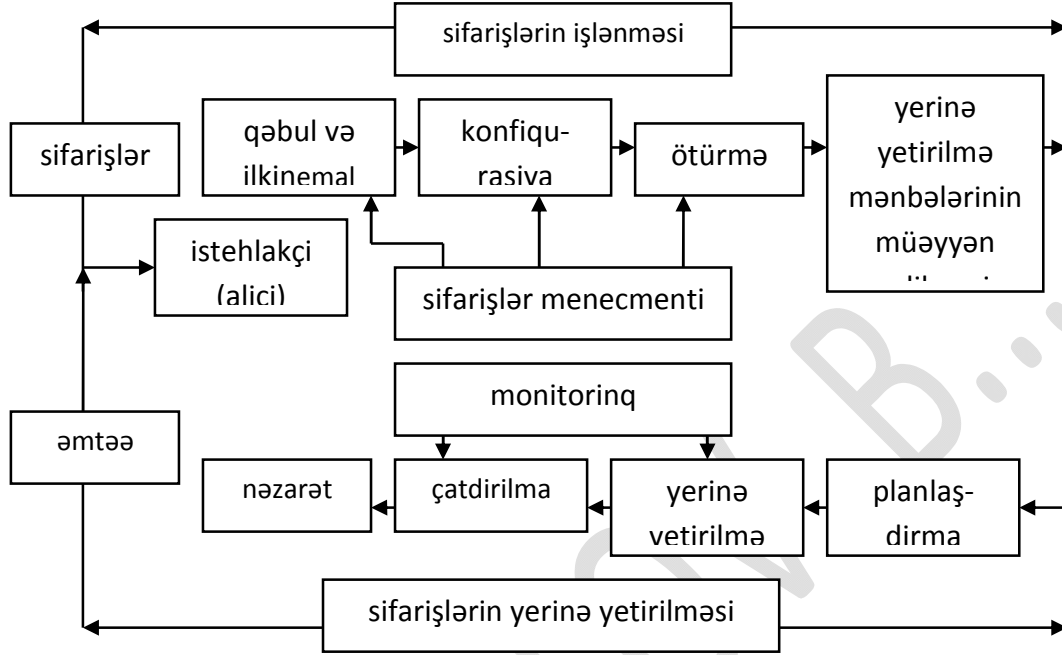 sifarişlərin işlənməsi
sifarişlər
qəbul və
ilkinemal
konfiqu-
rasiya
ötürmə
yerinə
yetirilmə
mənbələrinin
müəyyən
istehlakçi
(alici)
sifarişlər menecmenti
monitorinq
əmtəə
nəzarət
çatdirilma
yerinə
yetirilmə
planlaş-
dirma
sifarişlərin yerinə yetirilməsi